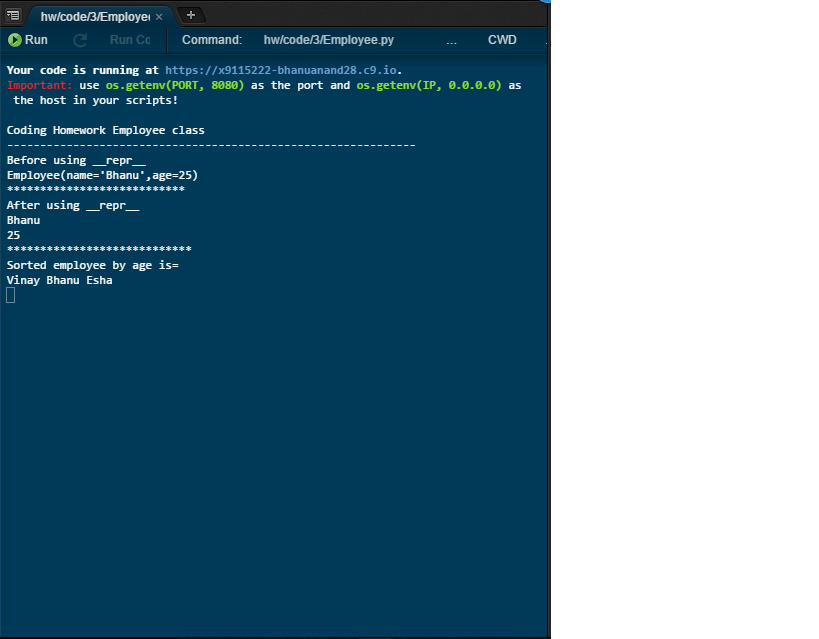 hw/code/3/Employee
Run Run Co Command: hw/code/3/Employee.py ... CWD
Your code is running at https://x9115222-bhanuanand28.c9.io.
Important: use os.getenv(PORT, 8080) as the port and os.getenv(IP, 0.0.0.0) as
the host in your scripts!
Coding Homework Employee class
--------------------------------------------------------------
Before using __repr__
Employee(name='Bhanu',age=25)
***************************
After using __repr__
Bhanu
25
****************************
Sorted employee by age is=
Vinay Bhanu Esha